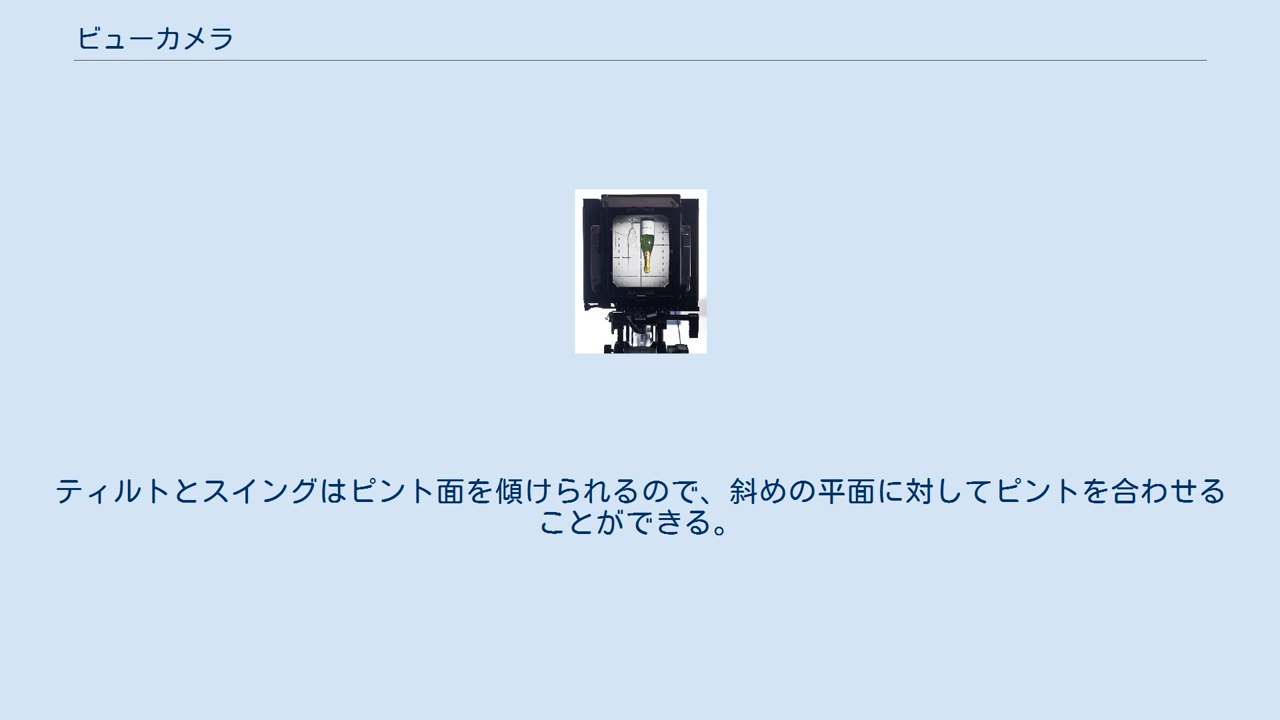 ビューカメラ
ティルトとスイングはピント面を傾けられるので、斜めの平面に対してピントを合わせる
ことができる。